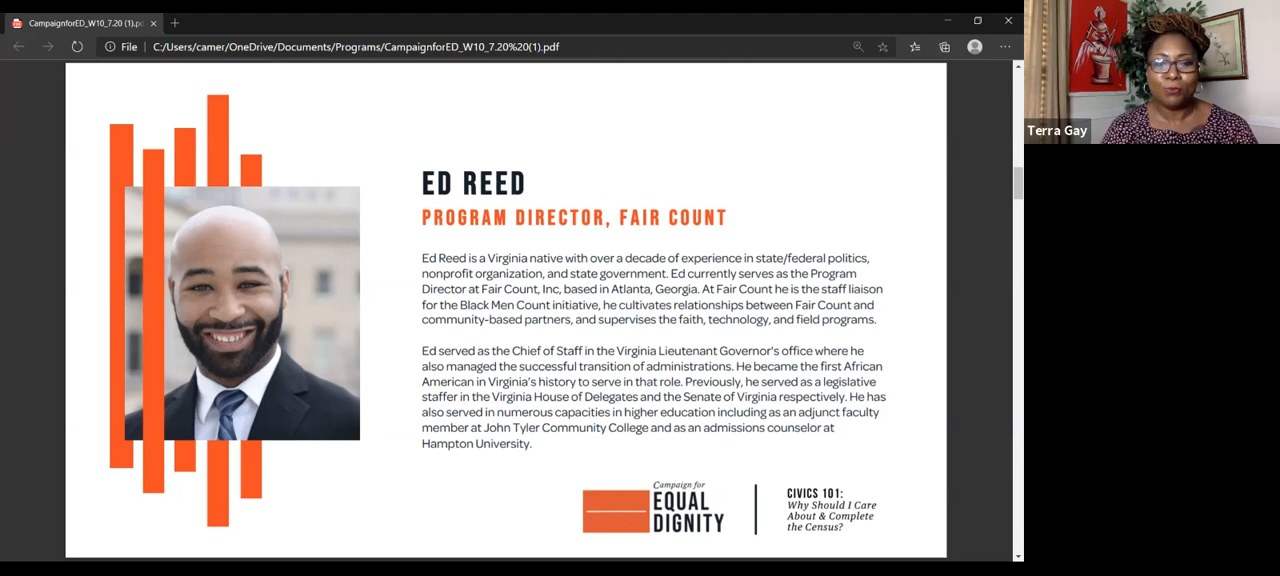 CampaignforED_W10_7.20 (1).pdf
File
C:/Users/camer/OneDrive/Documents/Programs/CampaignforED_W10_7.20%20(1).pdf
Terra Gay
ED REED
PROGRAM DIRECTOR, FAIR COUNT
Ed Reed is a Virginia native with over a decade of experience in state/federal politics,
nonprofit organization, and state government. Ed currently serves as the Program
Director at Fair Count, Inc, based in Atlanta, Georgia. At Fair Count he is the staff liaison
for the Black Men Count initiative, he cultivates relationships between Fair Count and
community-based partners, and supervises the faith, technology, and field programs.
Ed served as the Chief of Staff in the Virginia Lieutenant Governor's office where he
also managed the successful transition of administrations. He became the first African
American in Virginia's history to serve in that role. Previously, he served as a legislative
staffer in the Virginia House of Delegates and the Senate of Virginia respectively. He has
also served in numerous capacities in higher education including as an adjunct faculty
member at John Tyler Community College and as an admissions counselor at
Hampton University.
Campaign for
EQUAL
DIGNITY
CIVICS 101:
Why Should I Care
About & Complete
the Census?